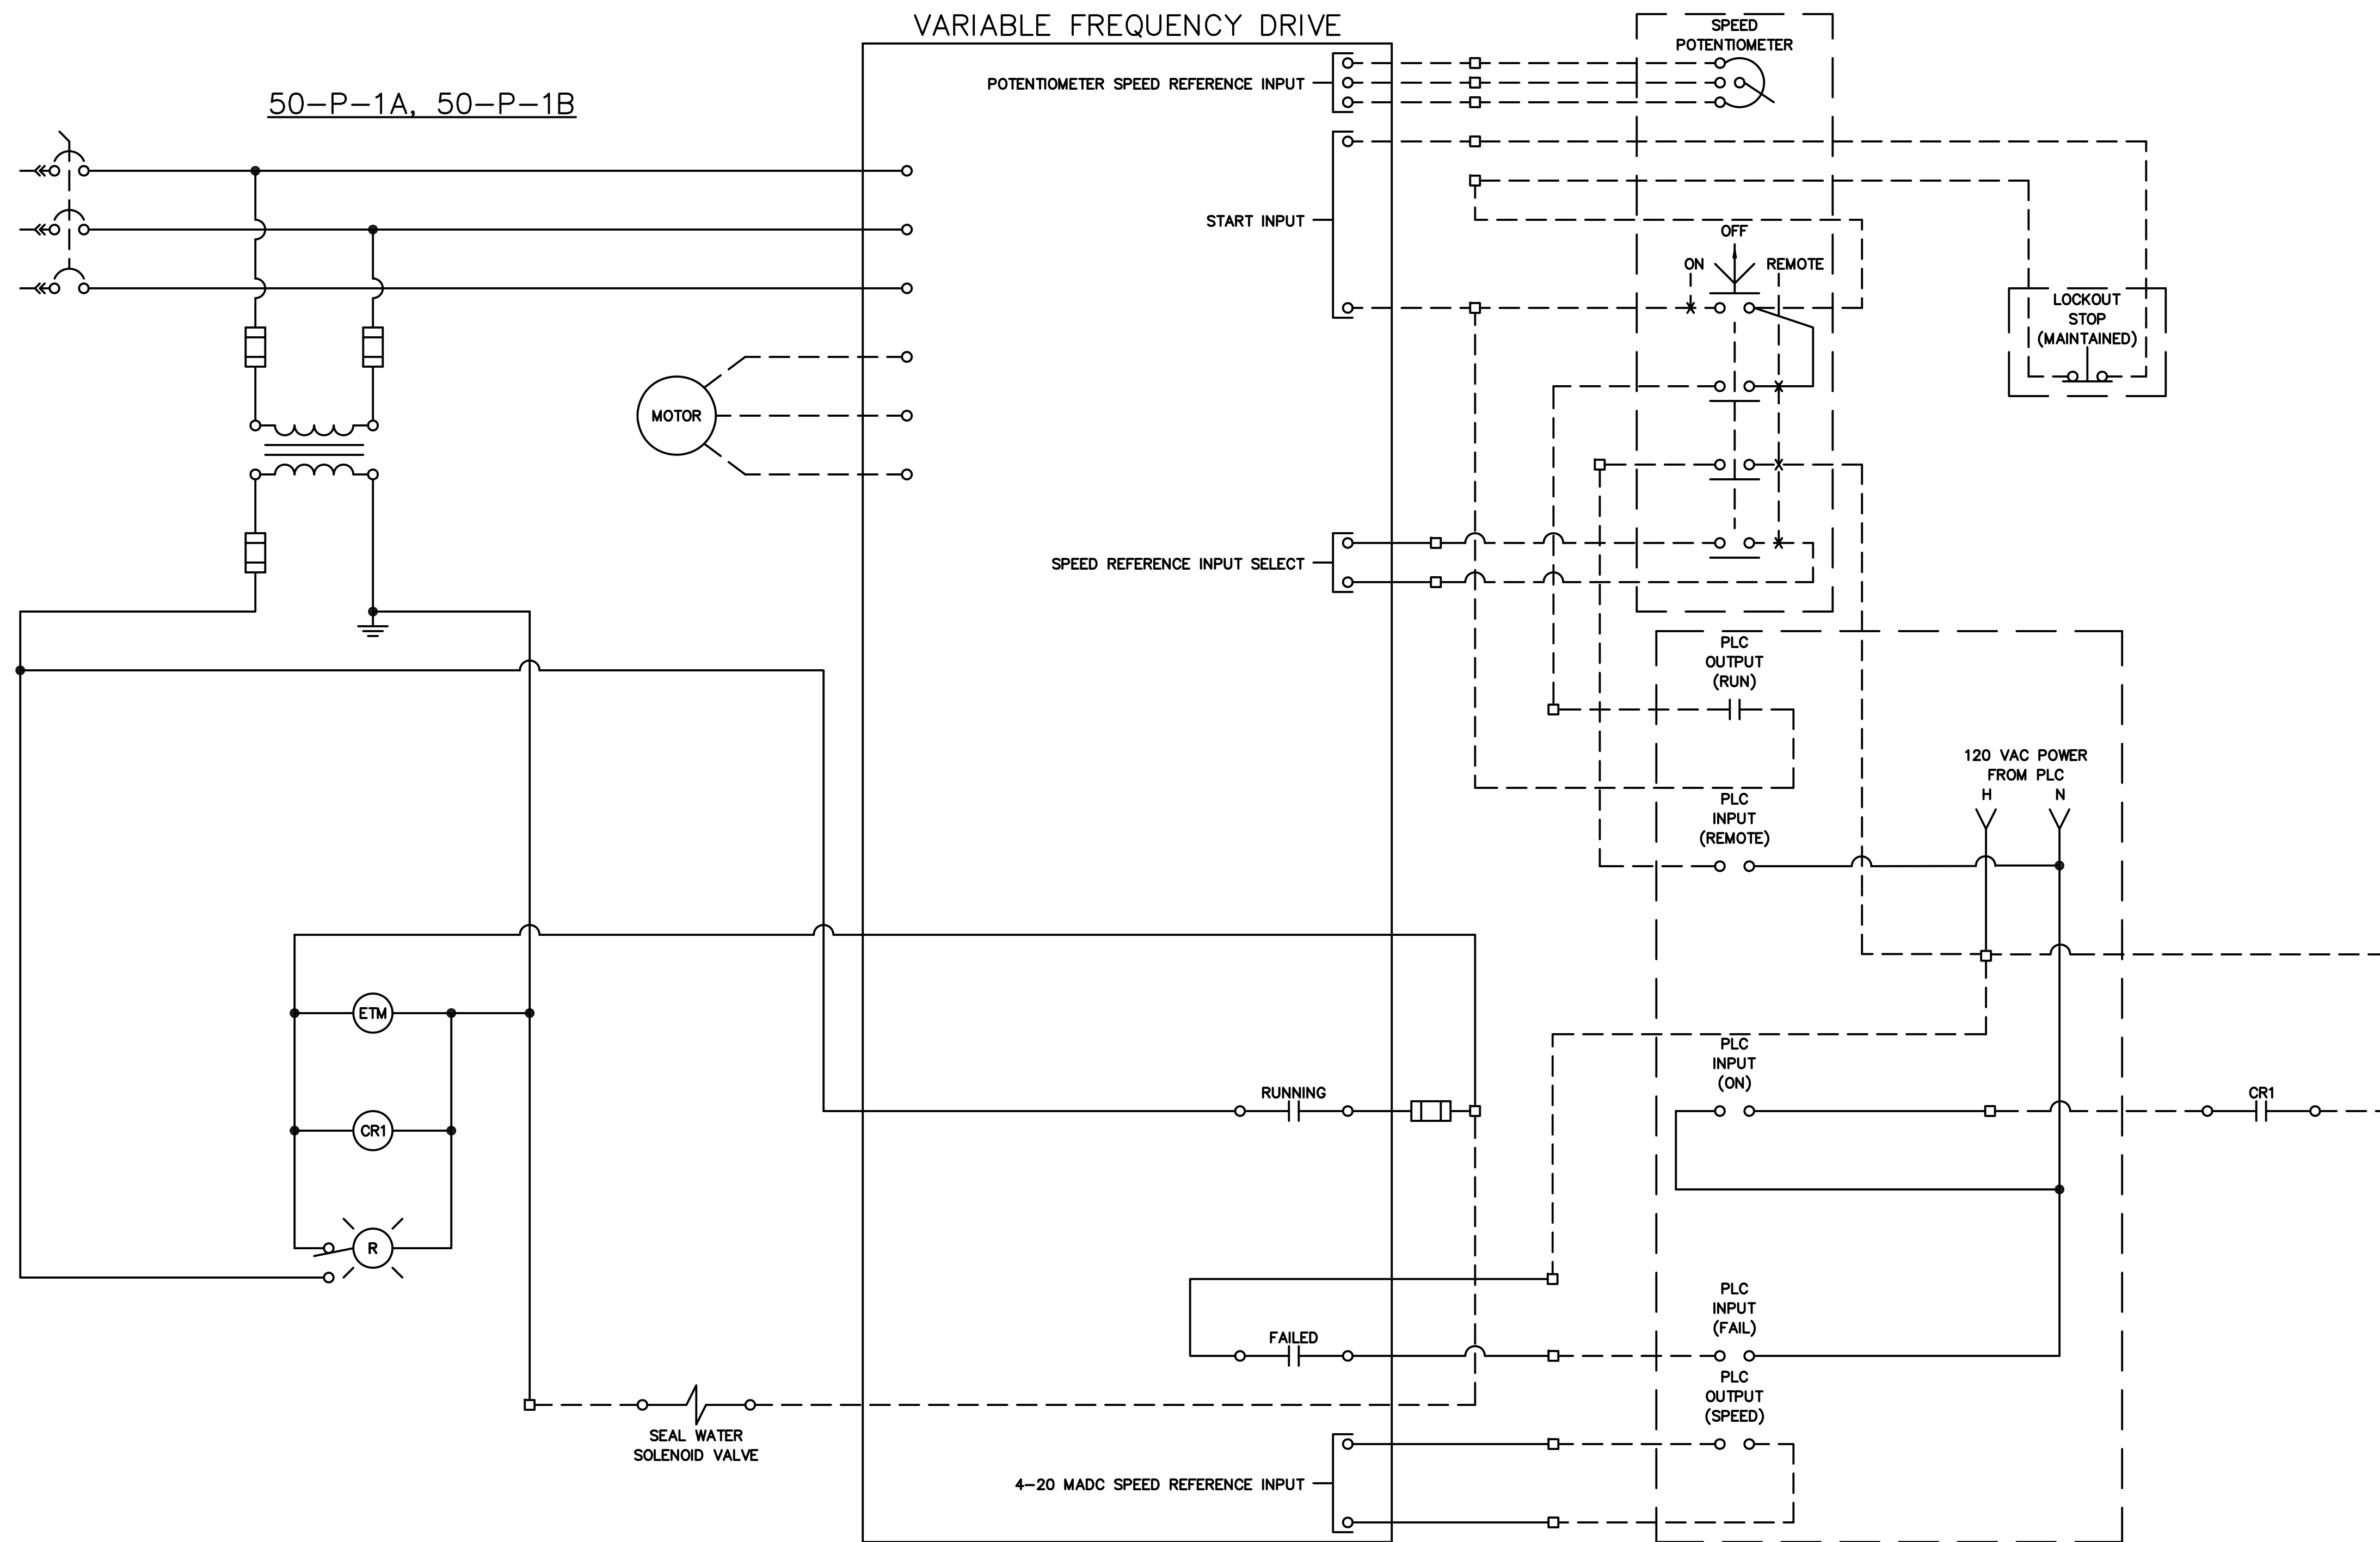 VARIABLE FREQUENCY DRIVE
SPEED
POTENTIOMETER
POTENTIOMETER SPEED REFERENCE INPUT
50-P-1A, 50-P-1B
START INPUT
OFF
ON
REMOTE
LOCKOUT
STOP
(MAINTAINED)
MOTOR
SPEED REFERENCE INPUT SELECT
PLC
OUTPUT
(RUN)
120 VAC POWER
FROM PLC
H
N
PLC
INPUT
(REMOTE)
ETM
PLC
INPUT
(ON)
RUNNING
CR1
CR1
R
PLC
INPUT
(FAIL)
FAILED
PLC
OUTPUT
(SPEED)
SEAL WATER
SOLENOID VALVE
4-20 MADC SPEED REFERENCE INPUT